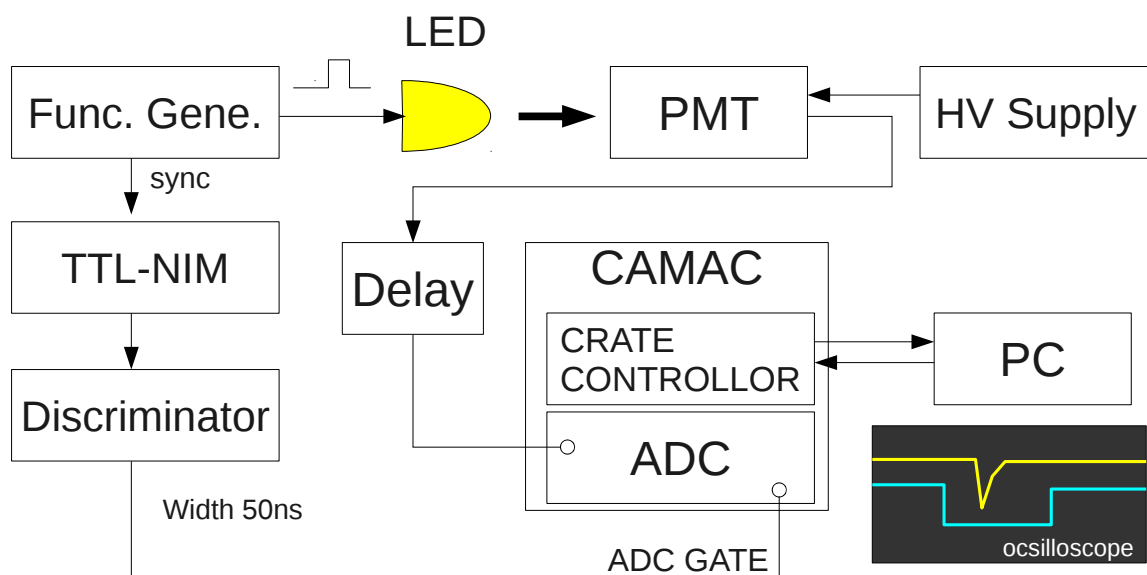 LED
Func. Gene.
PMT
HV Supply
sync
TTL-NIM
Delay
CAMAC
CRATE
CONTROLLOR
PC
Discriminator
ADC
Width 50ns
ocsilloscope
ADC GATE